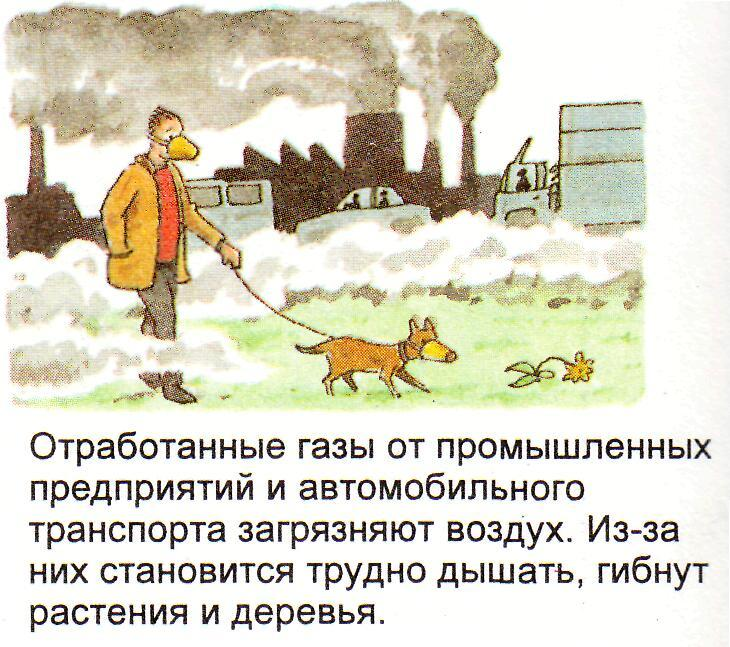 Отработанные газы от промышленных
предприятий и автомобильного
транспорта загрязняют воздух. Из-за
них становится трудно дышать, гибнут
растения и деревья.